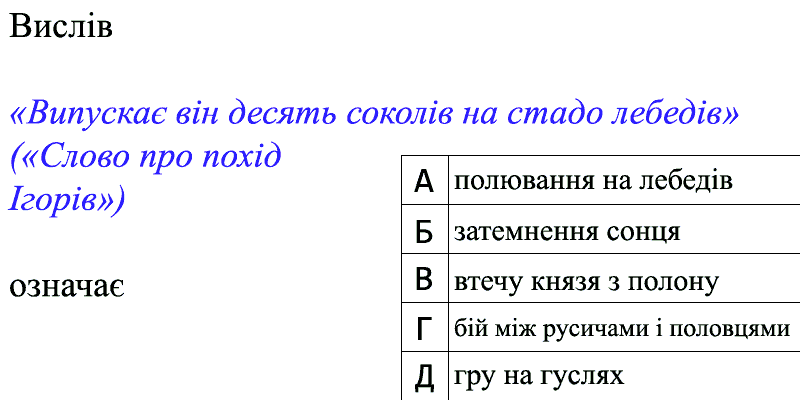 Вислів
«Випускає він десять соколів на стадо лебедів»
(«Слово про похід
Ігорів»)
означає
А полювання на лебедів
Б затемнення сонця
В втечу князя з полону
Г бій між русичами і половцями
Д гру на гуслях